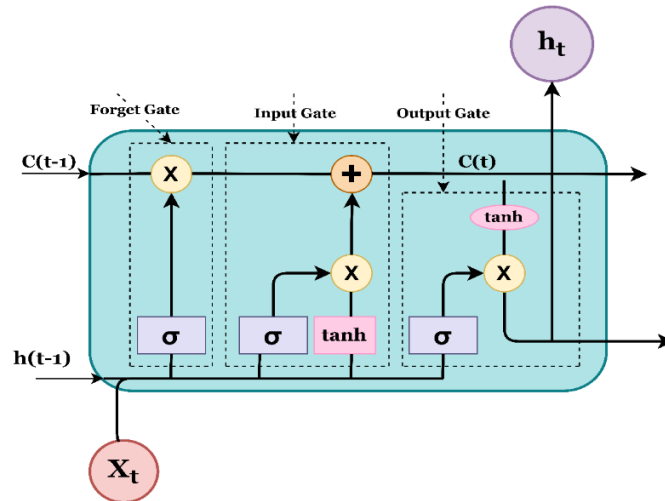 h_t
Forget Gate
Input Gate
Output Gate
C(t-1)
X
+
C(t)
tanh
X
X
σ
σ
tanh
σ
h(t-1)
X_t